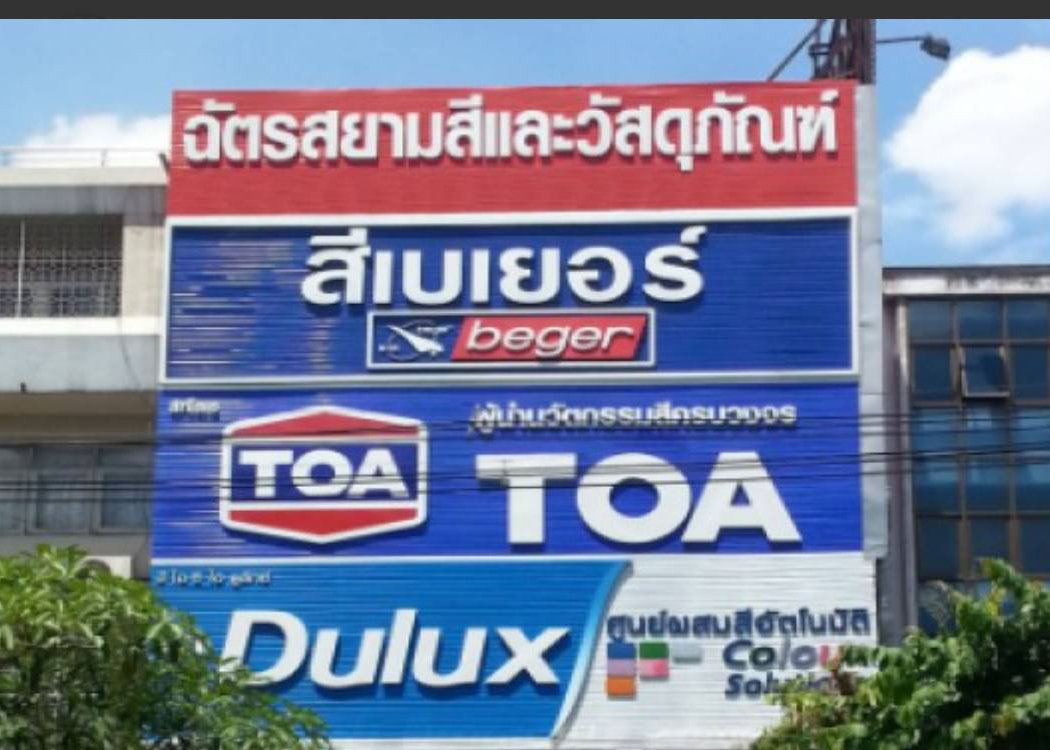 ฉัตรสยามสีและวัสดุภัณฑ์
สีเบเยอร์
beger
ผู้นำนวัตกรรมสีครบวงจร
TOA
TOA
Dulux
ศูนย์ผสมสีอัตโนมัติ
Colour